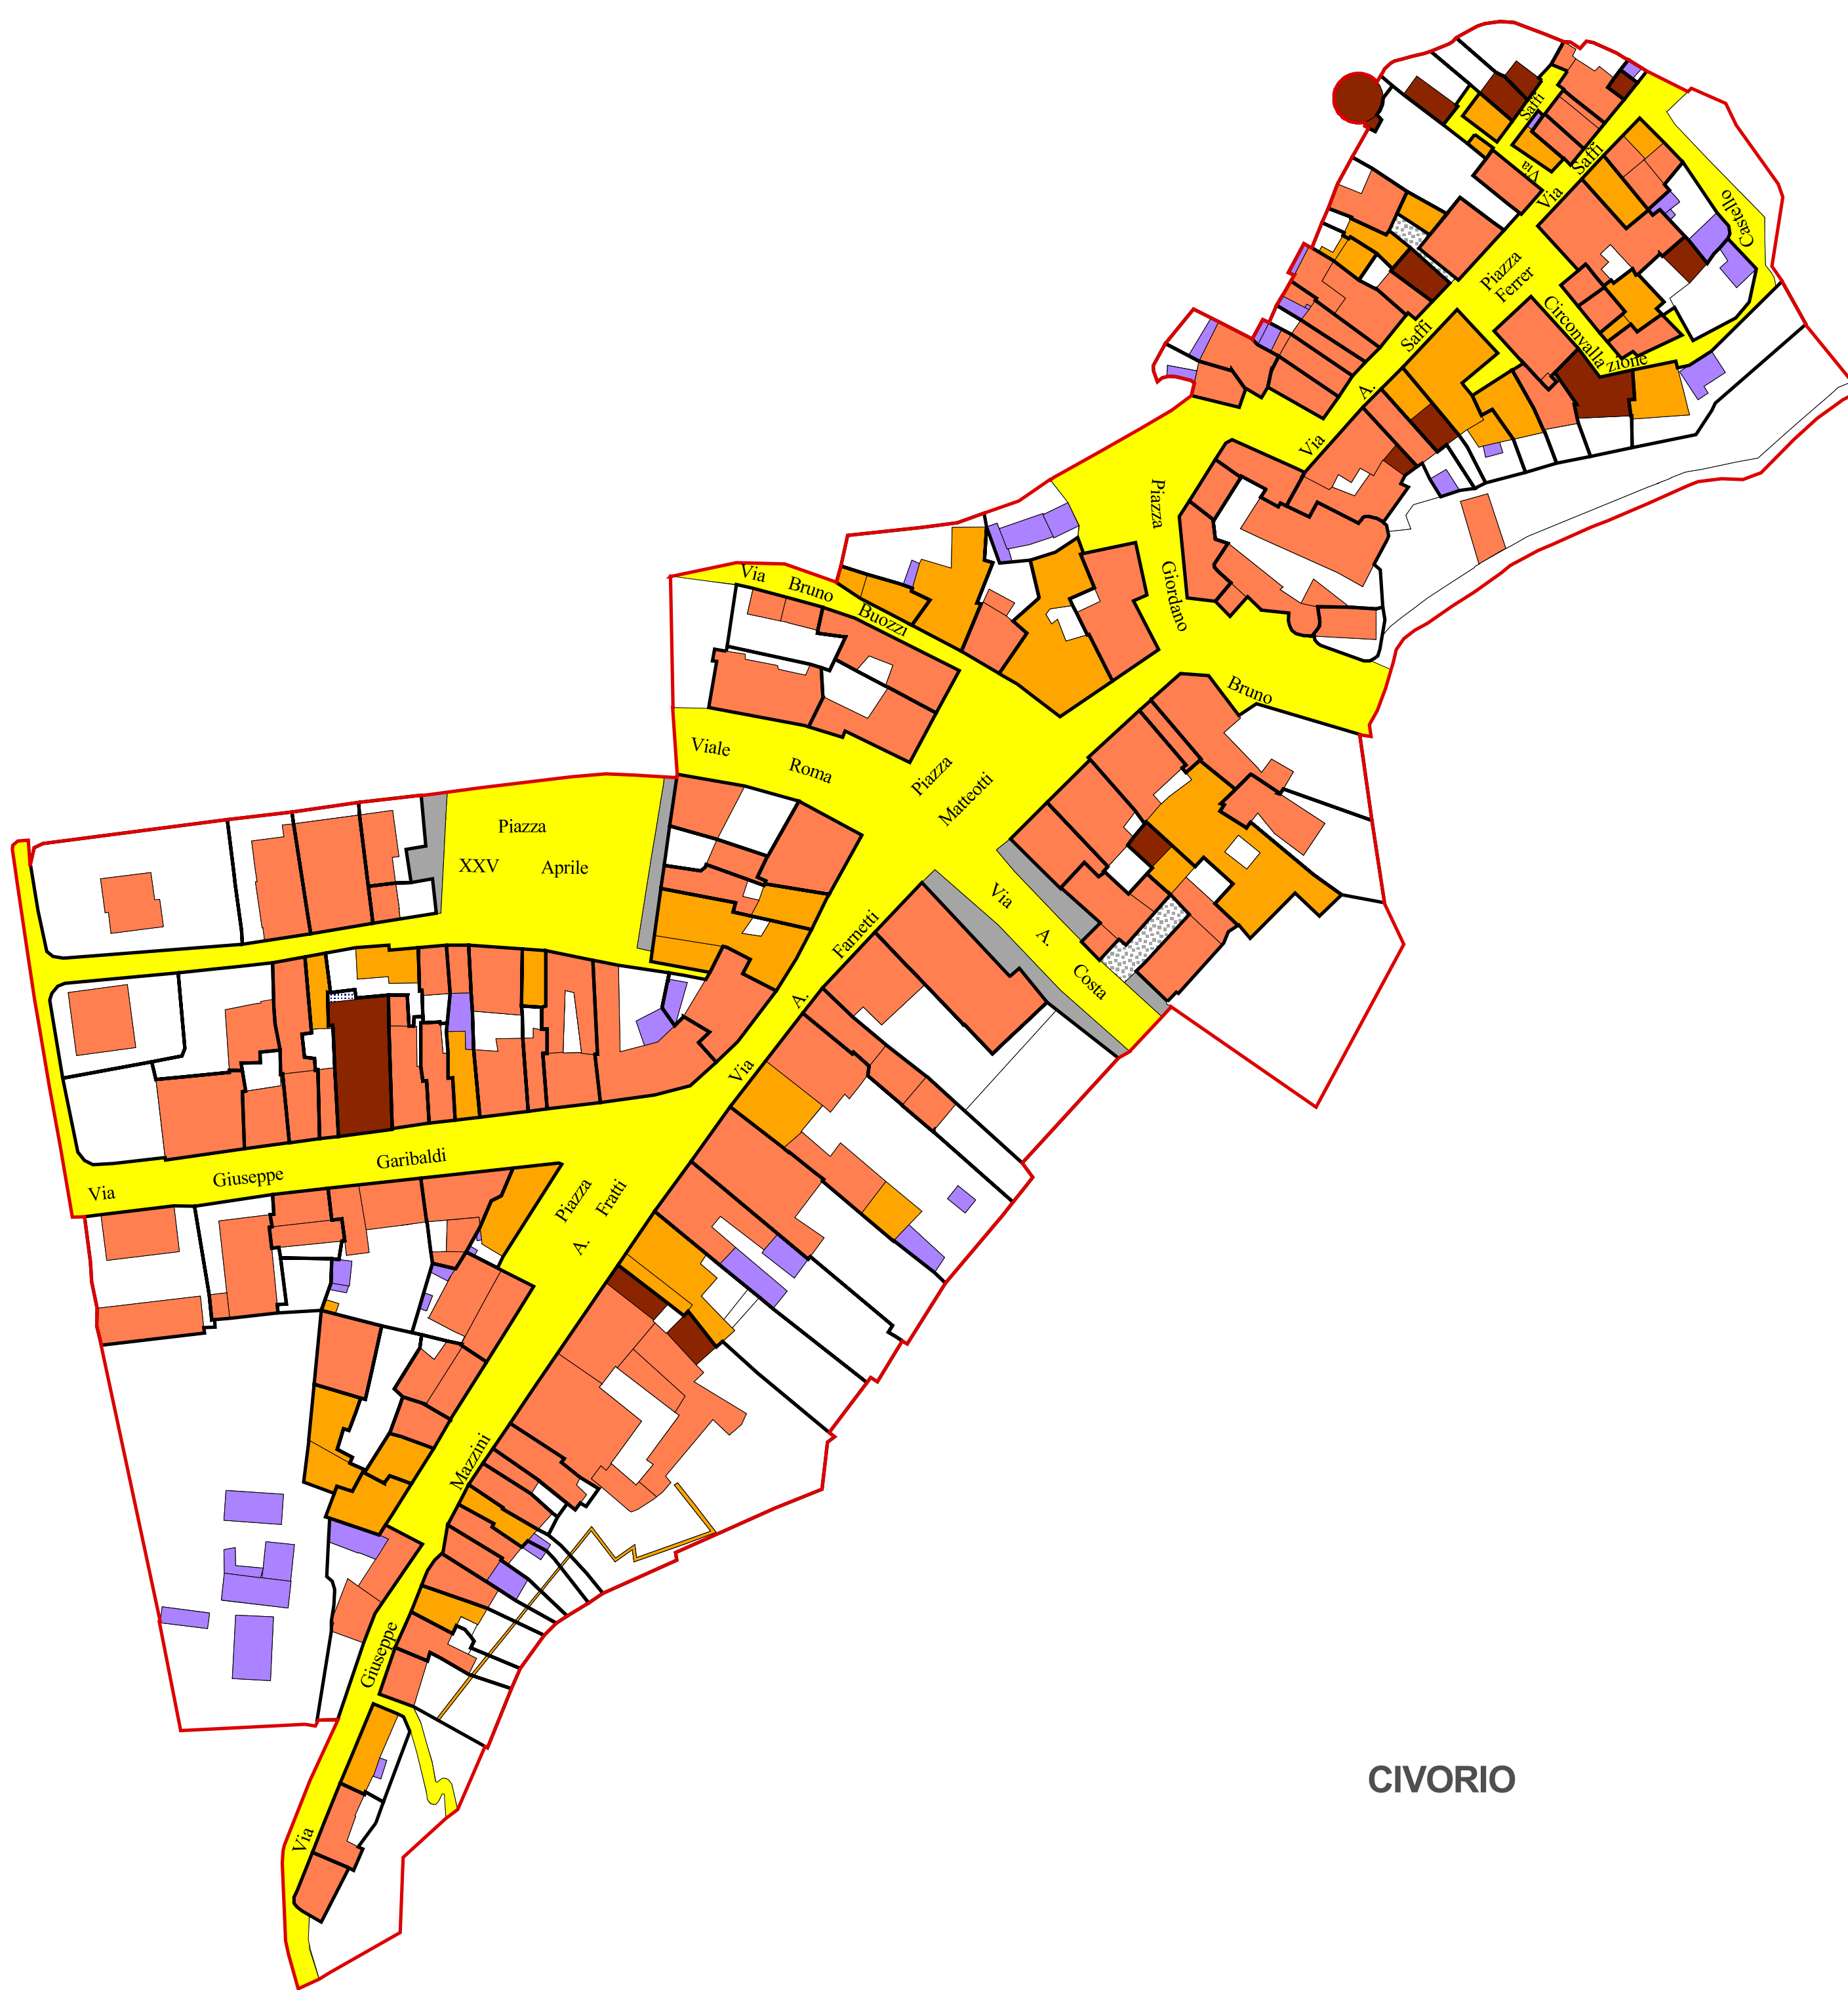 Saffi
Via
Saffi
Via
Castello
Piazza
Ferrer
Circonvalla
zione
Saffi
A.
Via
Piazza
Giordano
Bruno
Via
Bruno
Buozzi
Viale
Roma
Piazza
Matteotti
Piazza
XXV
Aprile
Via
A.
Costa
Farnetti
A.
Via
Via
Giuseppe
Garibaldi
Piazza
Fratti
A.
Mazzini
Giuseppe
Via
CIVORIO